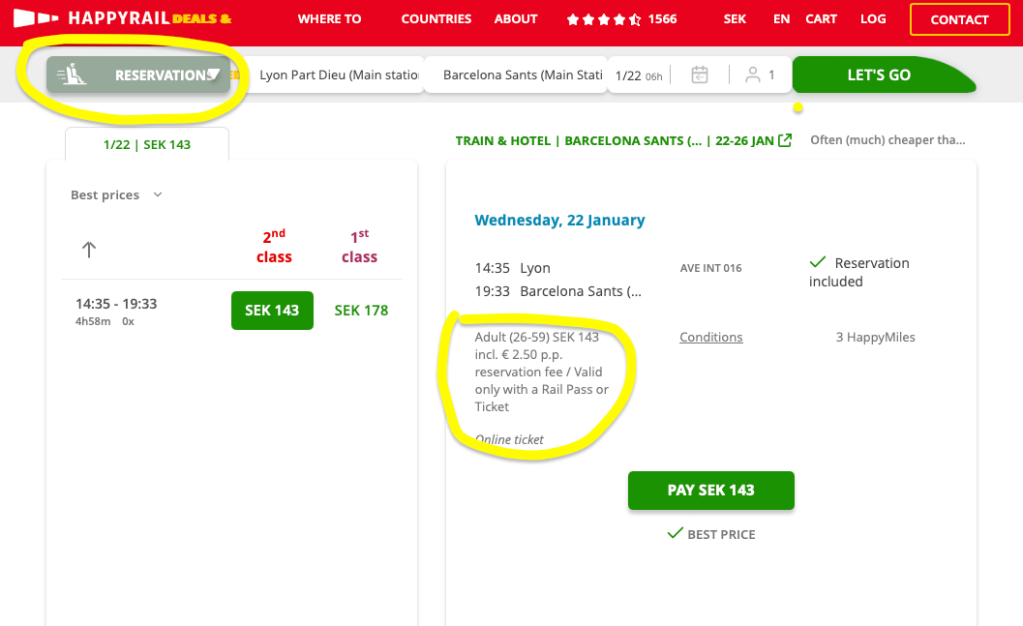 HAPPYRAIL DEALS &
WHERE TO COUNTRIES ABOUT 1566 SEK EN CART LOG CONTACT
RESERVATIONS Lyon Part Dieu (Main station Barcelona Sants (Main Stati 1/22 06h 1 LET'S GO
1/22 | SEK 143
TRAIN & HOTEL | BARCELONA SANTS (... | 22-26 JAN Often (much) cheaper tha...
Best prices
2nd class
1st class
14:35 - 19:33
4h58m 0x
SEK 143
SEK 178
Wednesday, 22 January
14:35 Lyon
19:33 Barcelona Sants (...
AVE INT 016
Reservation
included
Adult (26-59) SEK 143
incl. € 2.50 p.p.
reservation fee / Valid
only with a Rail Pass or
Ticket
Online ticket
Conditions
3 HappyMiles
PAY SEK 143
BEST PRICE